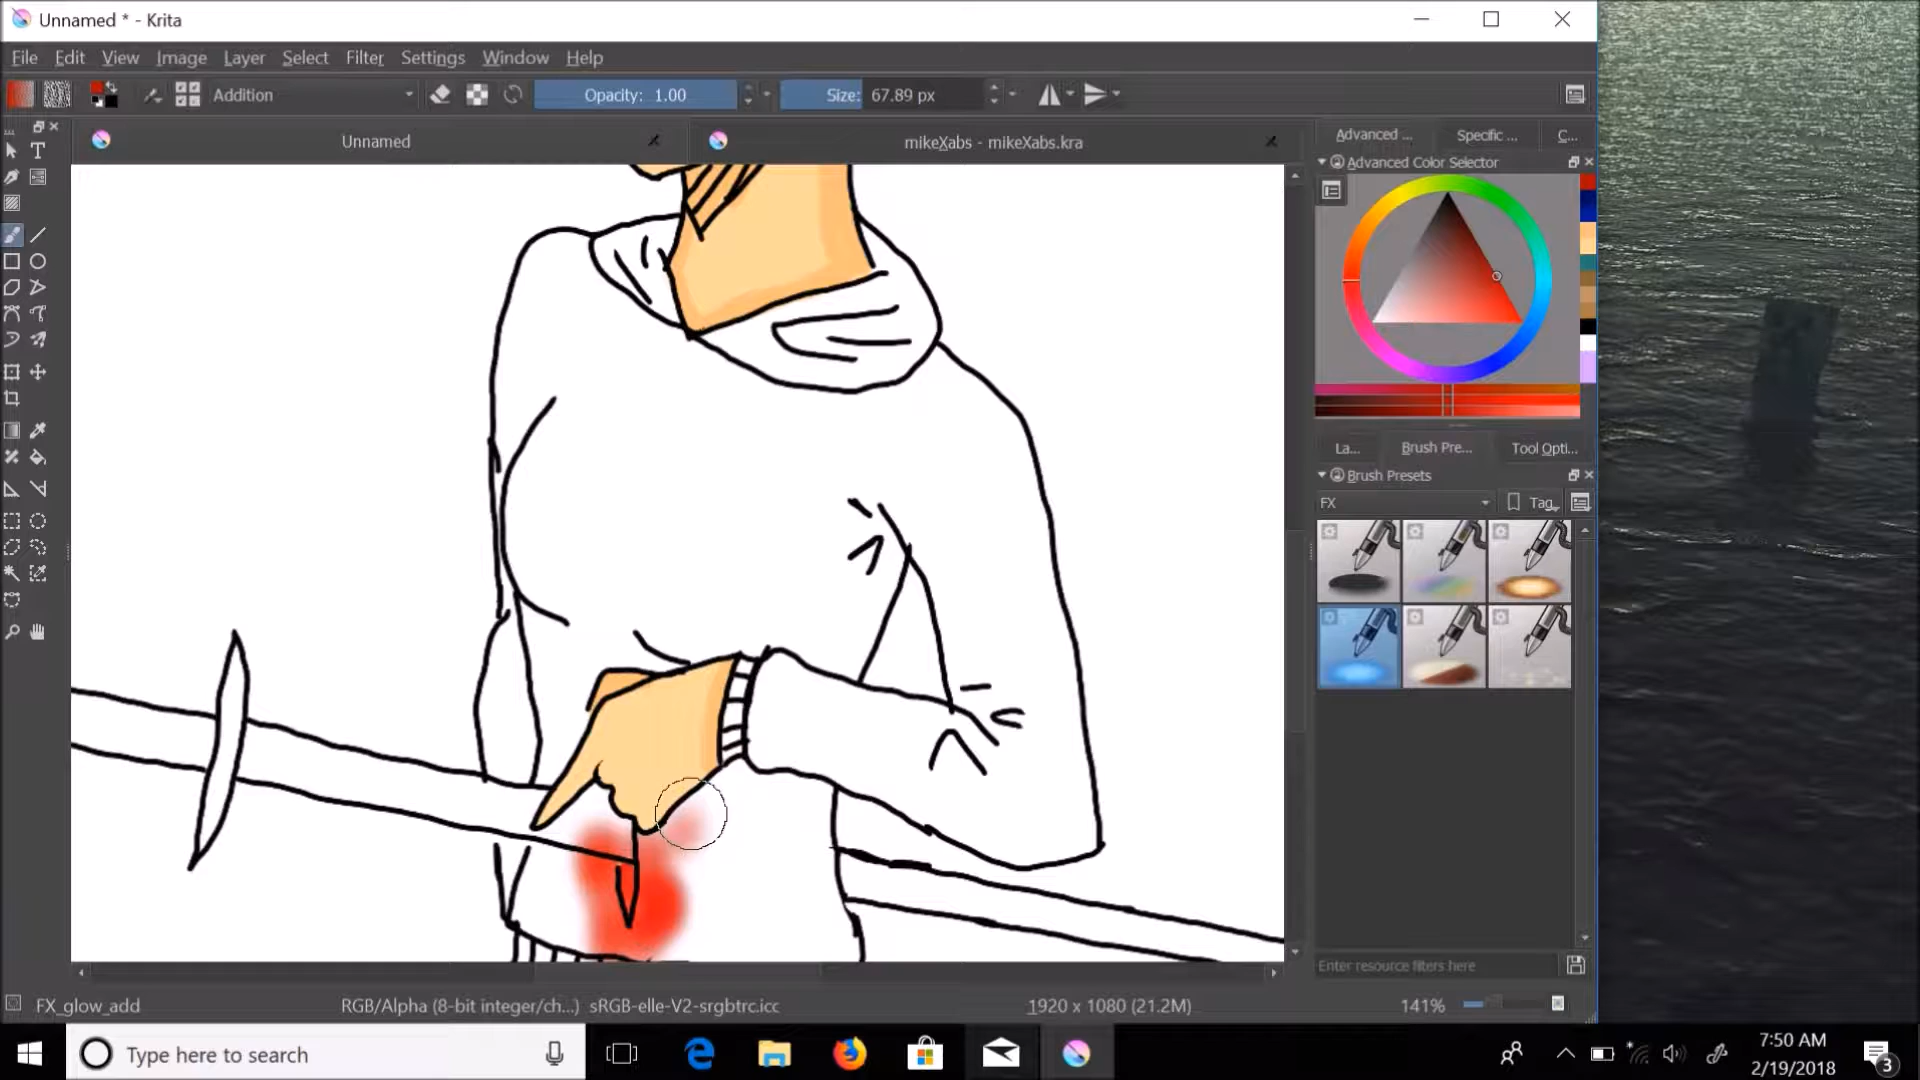 Unnamed * - Krita
File Edit View Image Layer Select Filter Settings Window Help
Addition Opacity: 1.00 Size: 67.89 px
Unnamed mikeXabs - mikeXabs.kra
Advanced ... Specific ... C...
Advanced Color Selector
La... Brush Pre... Tool Opti...
Brush Presets
FX Tag
Enter resource filters here
FX_glow_add RGB/Alpha (8-bit integer/ch...) sRGB-elle-V2-srgbtrc.icc 1920 x 1080 (21.2M) 141%
Type here to search
7:50 AM
2/19/2018
3